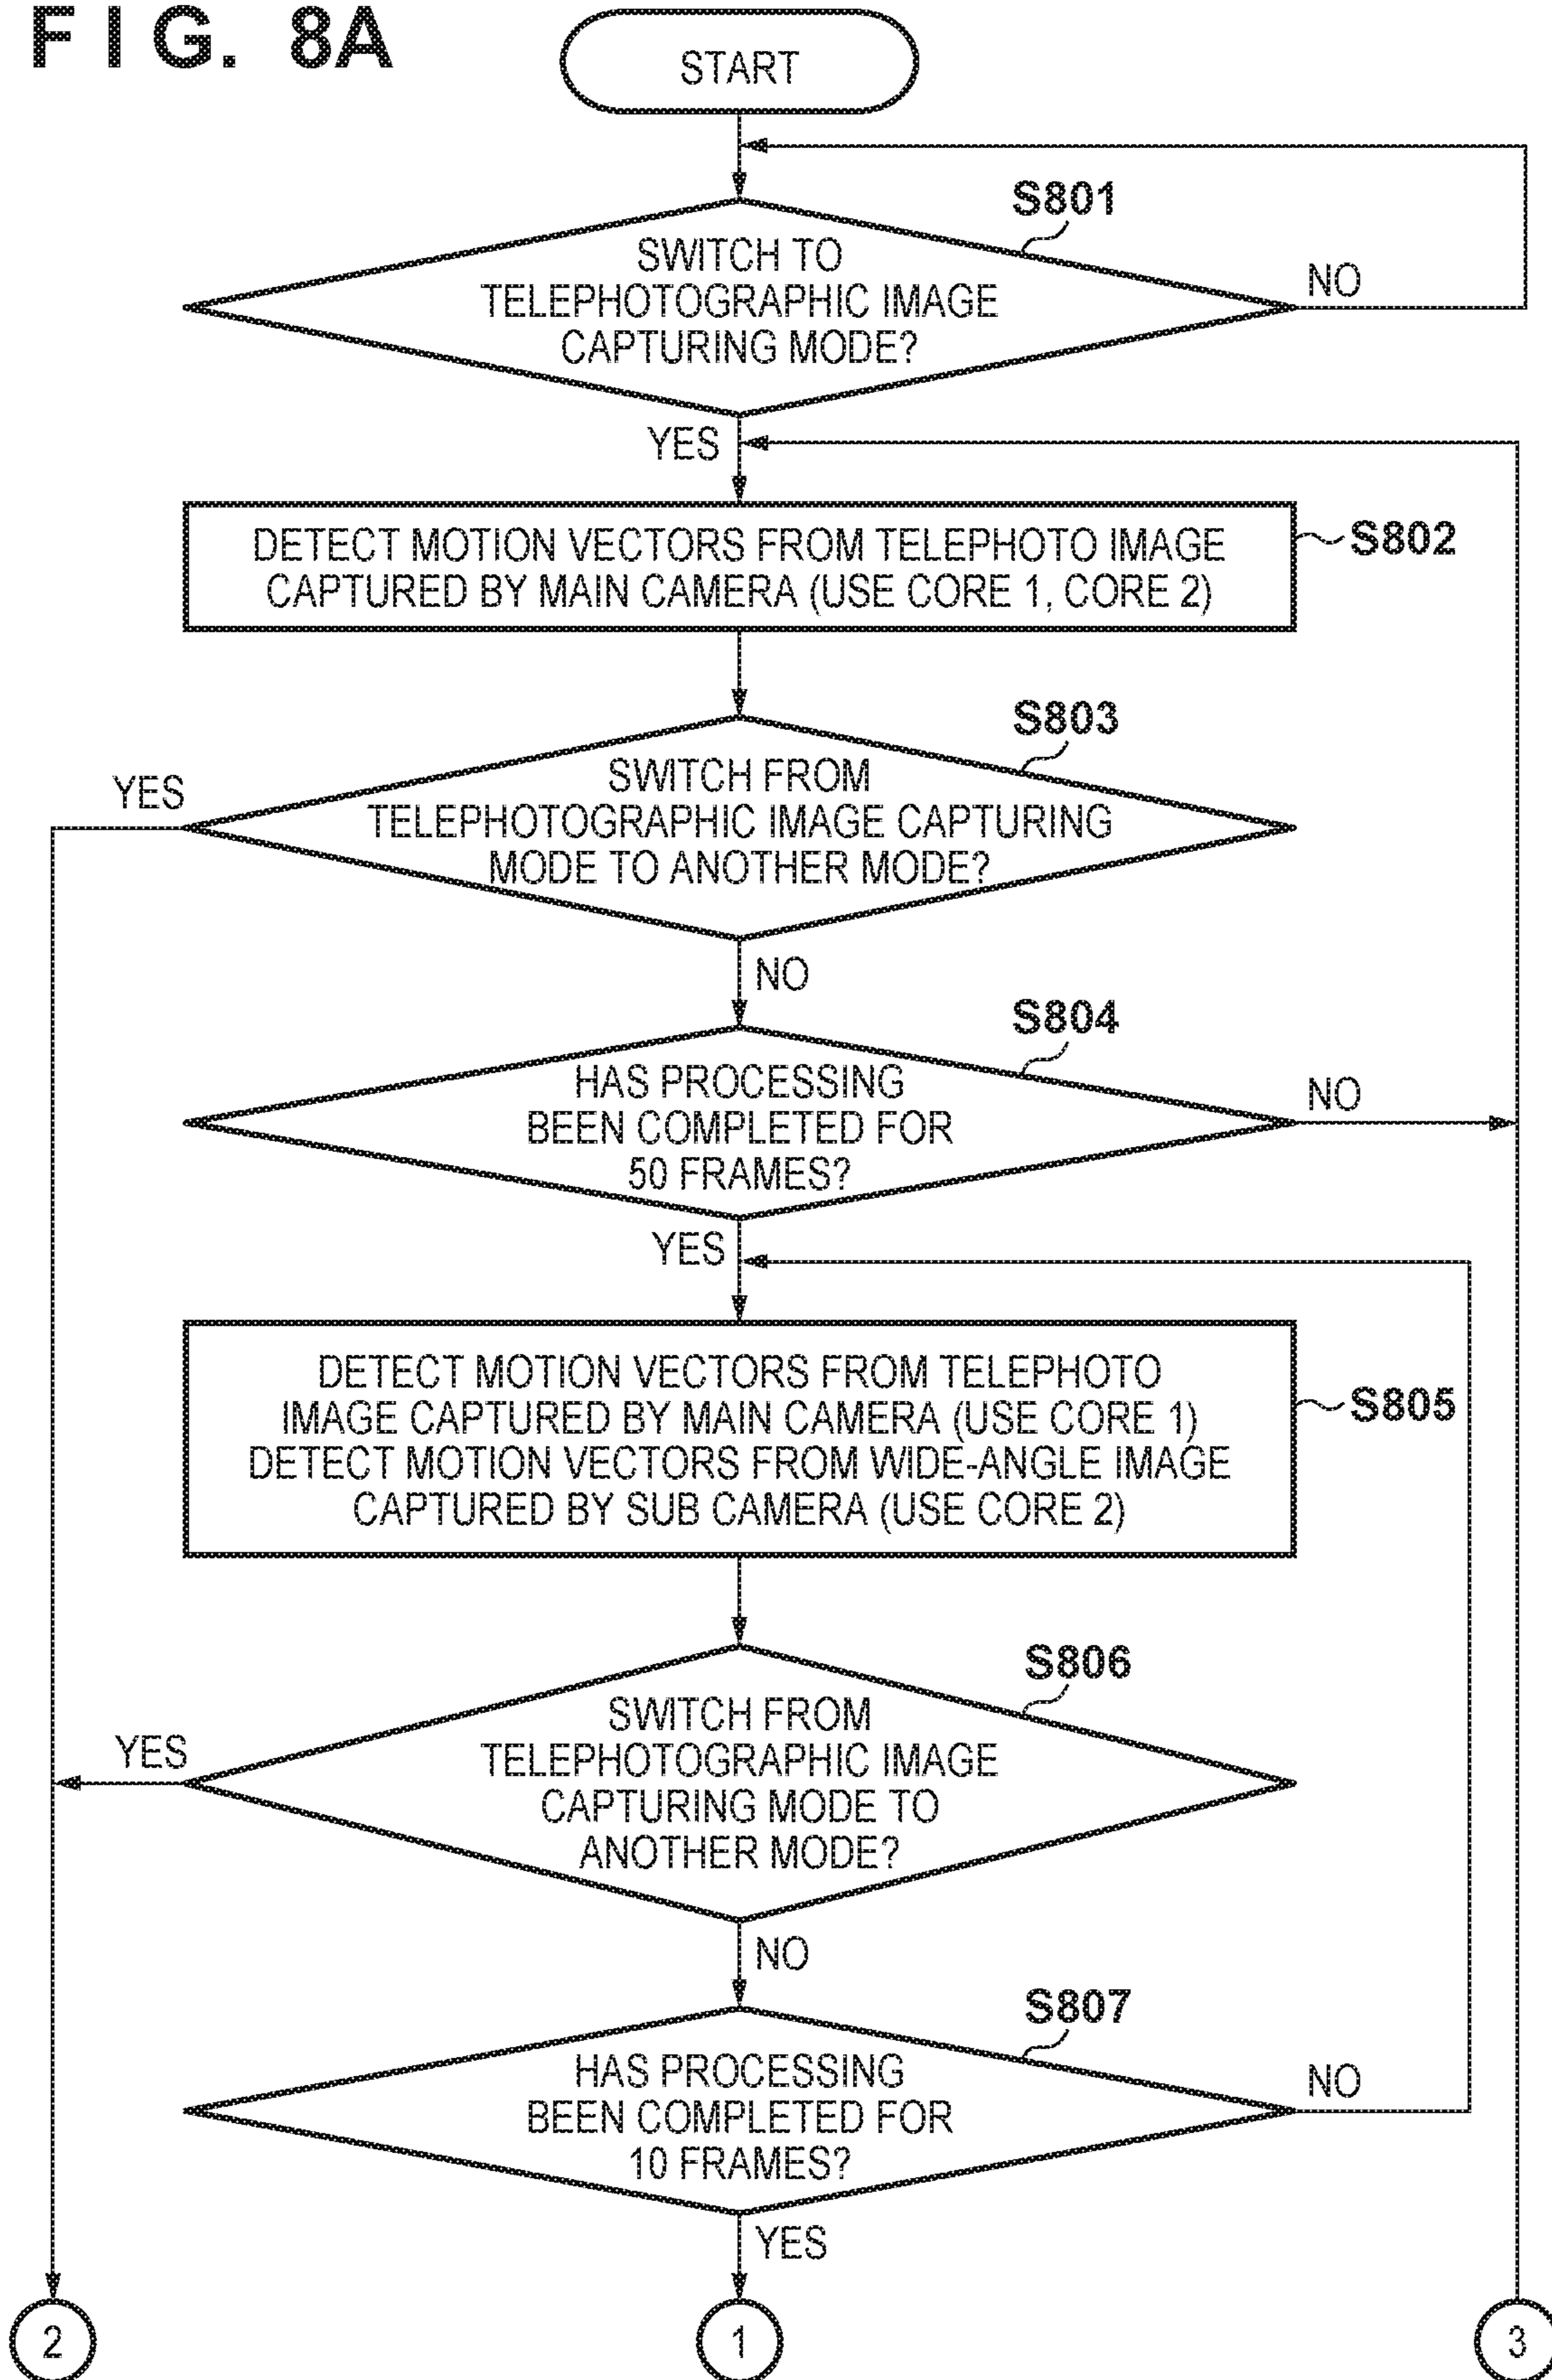 FIG. 8A
START
S801
SWITCH TO
TELEPHOTOGRAPHIC IMAGE
CAPTURING MODE?
NO
YES
DETECT MOTION VECTORS FROM TELEPHOTO IMAGE
CAPTURED BY MAIN CAMERA (USE CORE 1, CORE 2)
S802
S803
YES
SWITCH FROM
TELEPHOTOGRAPHIC IMAGE CAPTURING
MODE TO ANOTHER MODE?
NO
S804
HAS PROCESSING
BEEN COMPLETED FOR
50 FRAMES?
NO
YES
DETECT MOTION VECTORS FROM TELEPHOTO
IMAGE CAPTURED BY MAIN CAMERA (USE CORE 1)
DETECT MOTION VECTORS FROM WIDE-ANGLE IMAGE
CAPTURED BY SUB CAMERA (USE CORE 2)
S805
S806
YES
SWITCH FROM
TELEPHOTOGRAPHIC IMAGE
CAPTURING MODE TO
ANOTHER MODE?
NO
S807
HAS PROCESSING
BEEN COMPLETED FOR
10 FRAMES?
NO
YES
2
1
3